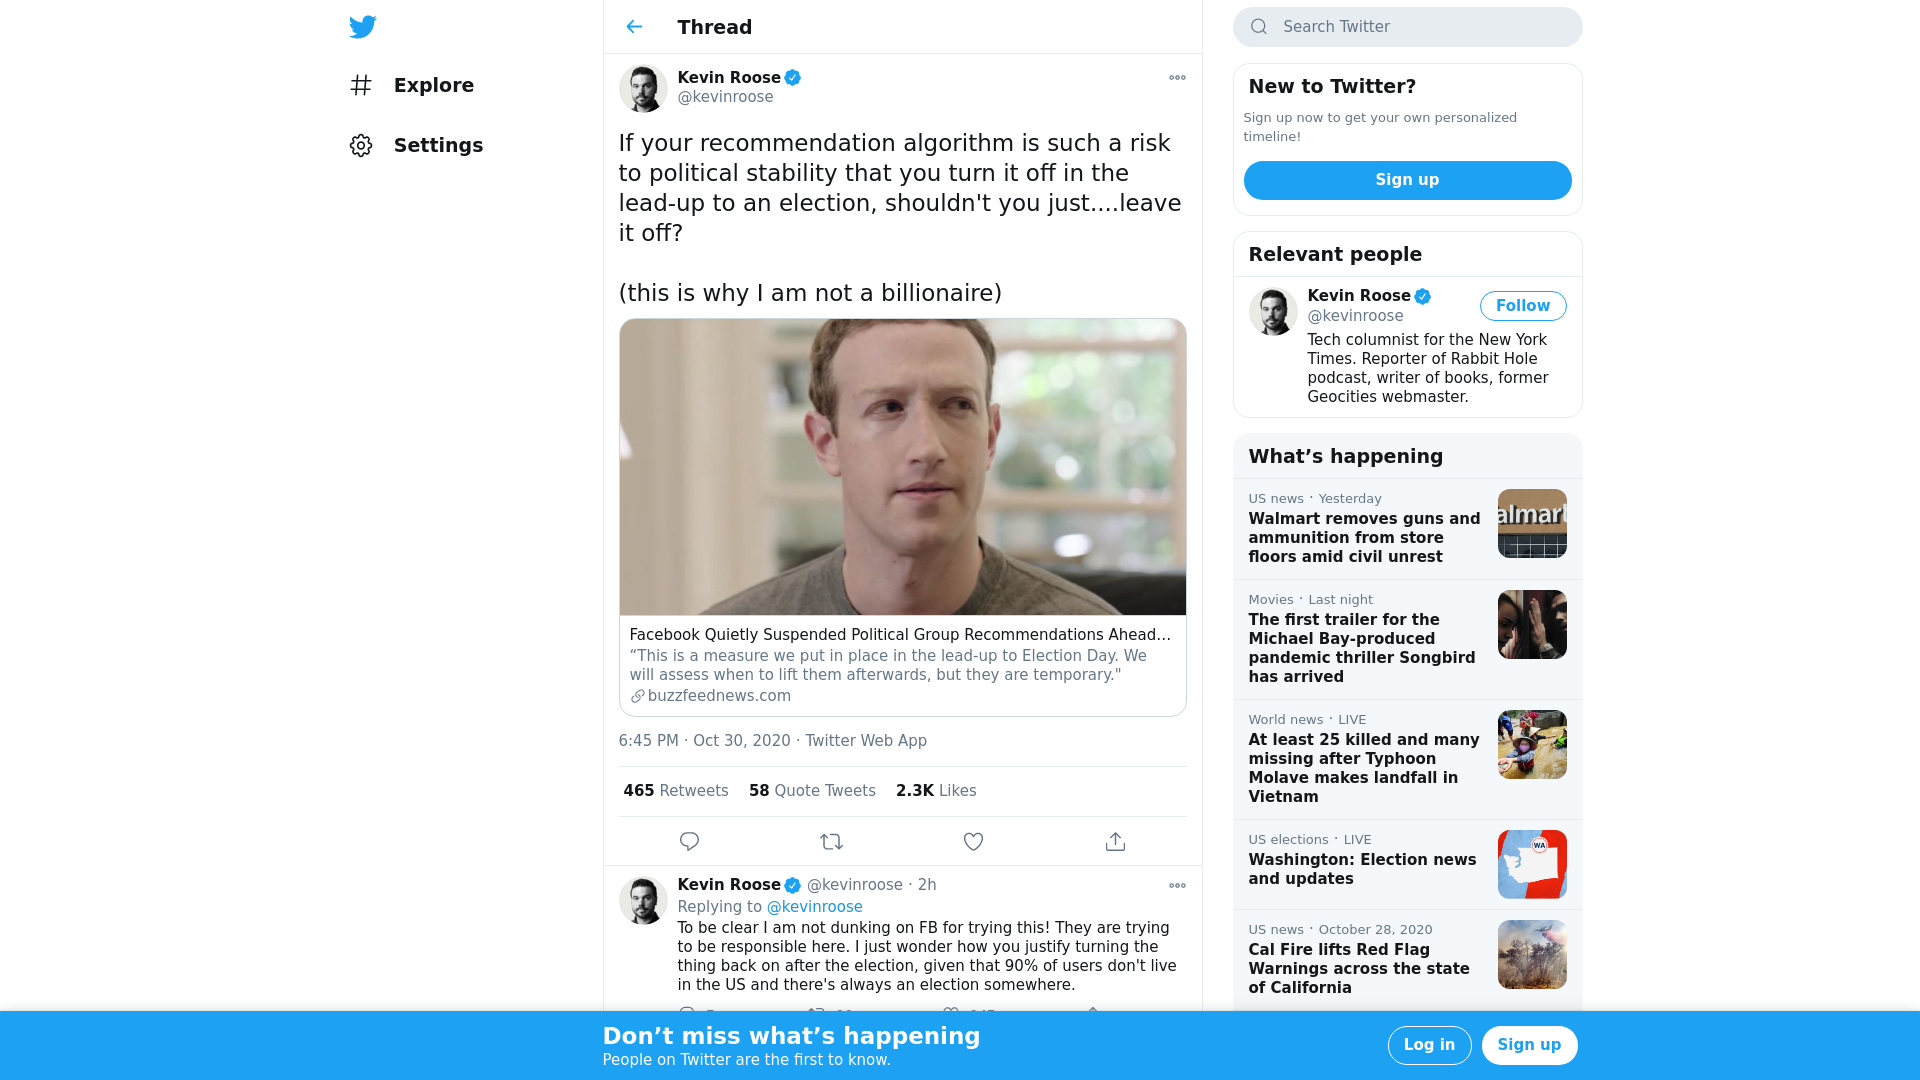 Explore
Settings
Thread
Kevin Roose
@kevinroose
If your recommendation algorithm is such a risk
to political stability that you turn it off in the
lead-up to an election, shouldn't you just....leave
it off?
(this is why I am not a billionaire)
Facebook Quietly Suspended Political Group Recommendations Ahead…
“This is a measure we put in place in the lead-up to Election Day. We
will assess when to lift them afterwards, but they are temporary."
buzzfeednews.com
6:45 PM · Oct 30, 2020 · Twitter Web App
465 Retweets 58 Quote Tweets 2.3K Likes
Kevin Roose @kevinroose · 2h
Replying to @kevinroose
To be clear I am not dunking on FB for trying this! They are trying
to be responsible here. I just wonder how you justify turning the
thing back on after the election, given that 90% of users don't live
in the US and there's always an election somewhere.
Search Twitter
New to Twitter?
Sign up now to get your own personalized
timeline!
Sign up
Relevant people
Kevin Roose
@kevinroose
Follow
Tech columnist for the New York
Times. Reporter of Rabbit Hole
podcast, writer of books, former
Geocities webmaster.
What’s happening
US news · Yesterday
Walmart removes guns and
ammunition from store
floors amid civil unrest
almart
Movies · Last night
The first trailer for the
Michael Bay-produced
pandemic thriller Songbird
has arrived
World news · LIVE
At least 25 killed and many
missing after Typhoon
Molave makes landfall in
Vietnam
US elections · LIVE
Washington: Election news
and updates
WA
US news · October 28, 2020
Cal Fire lifts Red Flag
Warnings across the state
of California
Don’t miss what’s happening
People on Twitter are the first to know.
Log in
Sign up